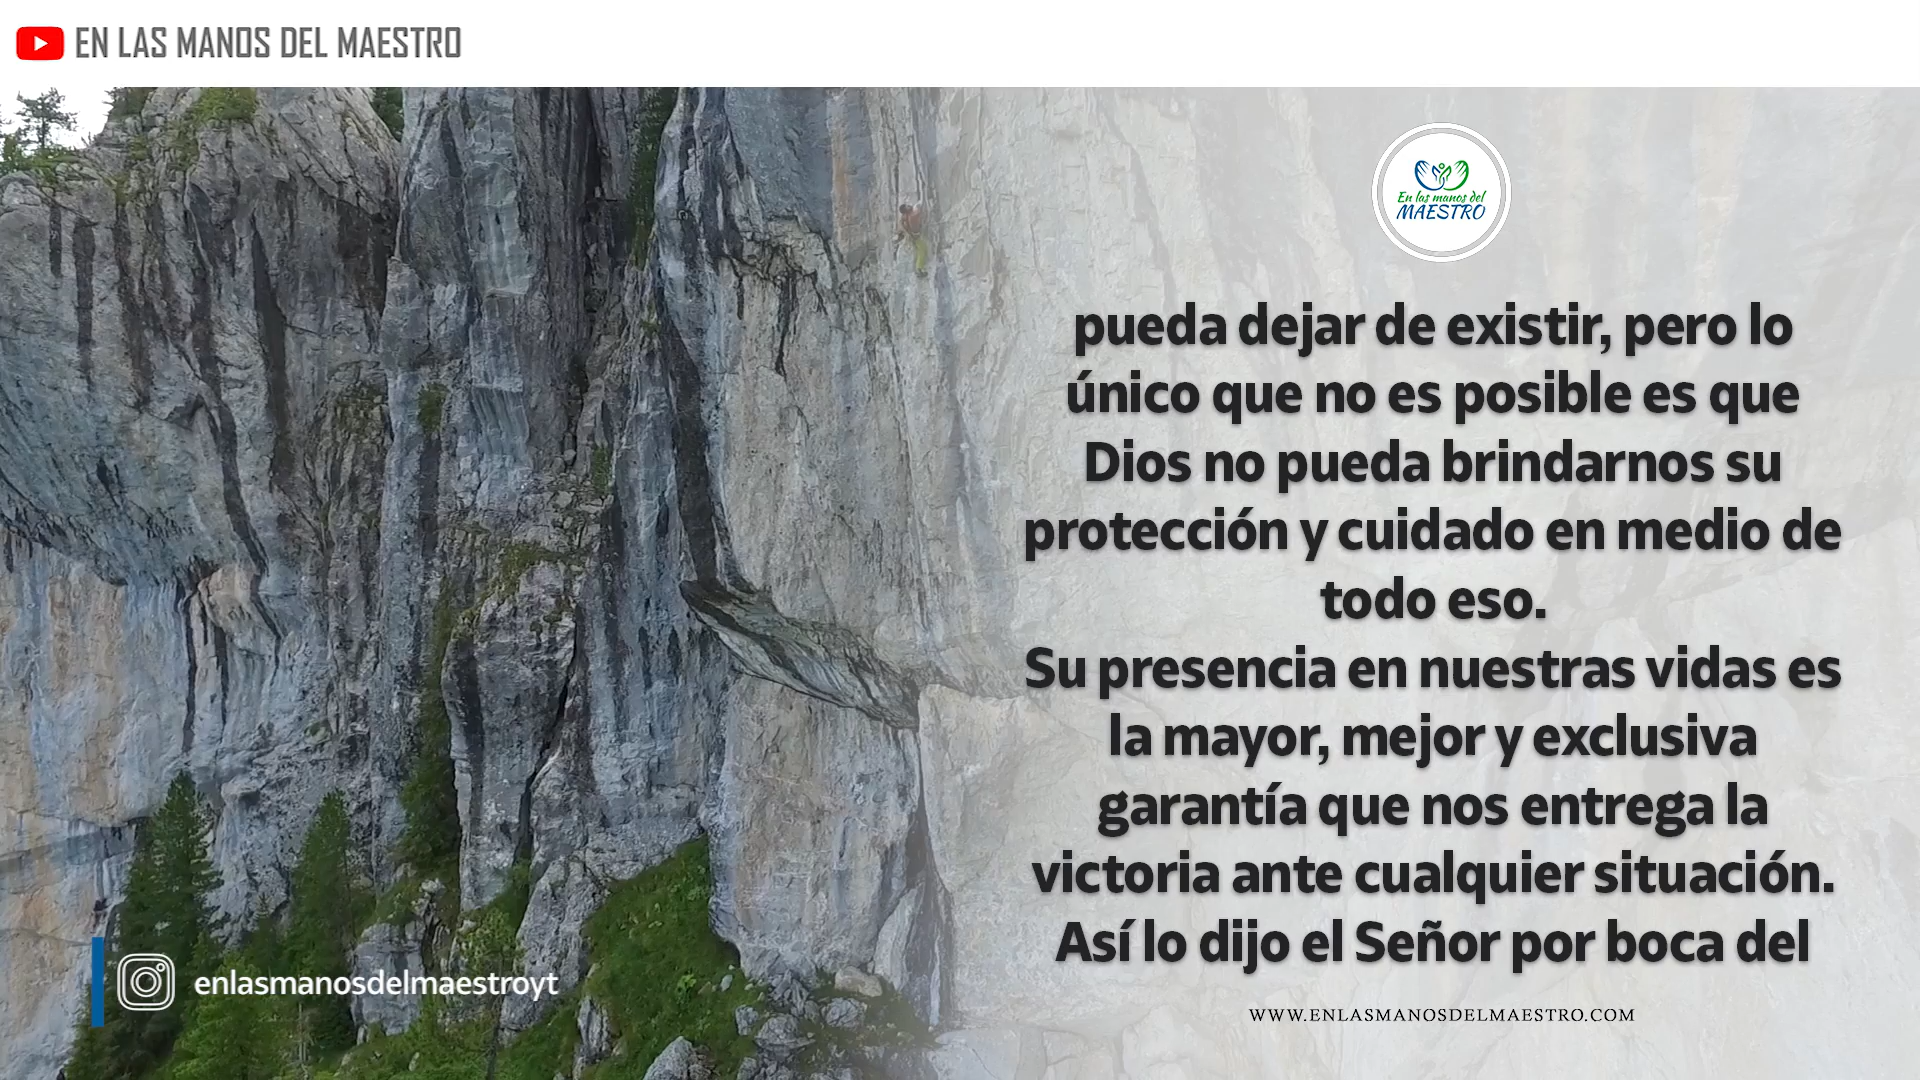 EN LAS MANOS DEL MAESTRO
En las manos del
MAESTRO
pueda dejar de existir, pero lo
único que no es posible es que
Dios no pueda brindarnos su
protección y cuidado en medio de
todo eso.
Su presencia en nuestras vidas es
la mayor, mejor y exclusiva
garantía que nos entrega la
victoria ante cualquier situación.
Así lo dijo el Señor por boca del
enlasmanosdelmaestroyt
WWW.ENLASMANOSDELMAESTRO.COM